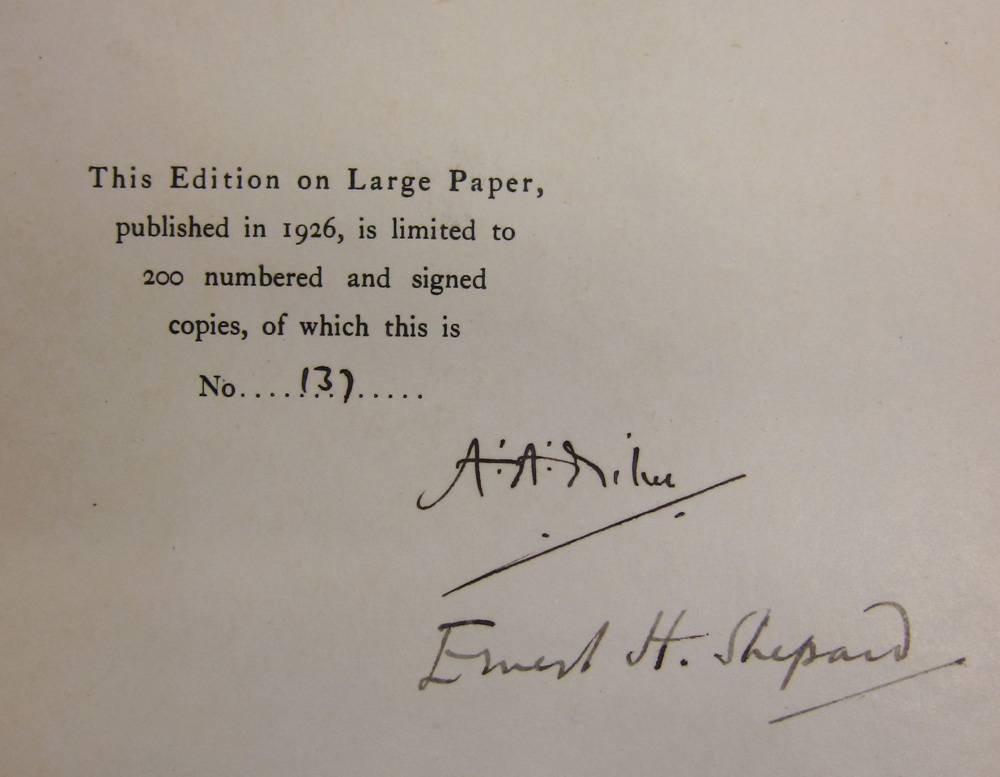 This Edition on Large Paper,
published in 1926, is limited to
200 numbered and signed
copies, of which this is
No....137.....
A. A. Milne
Ernest H. Shepard